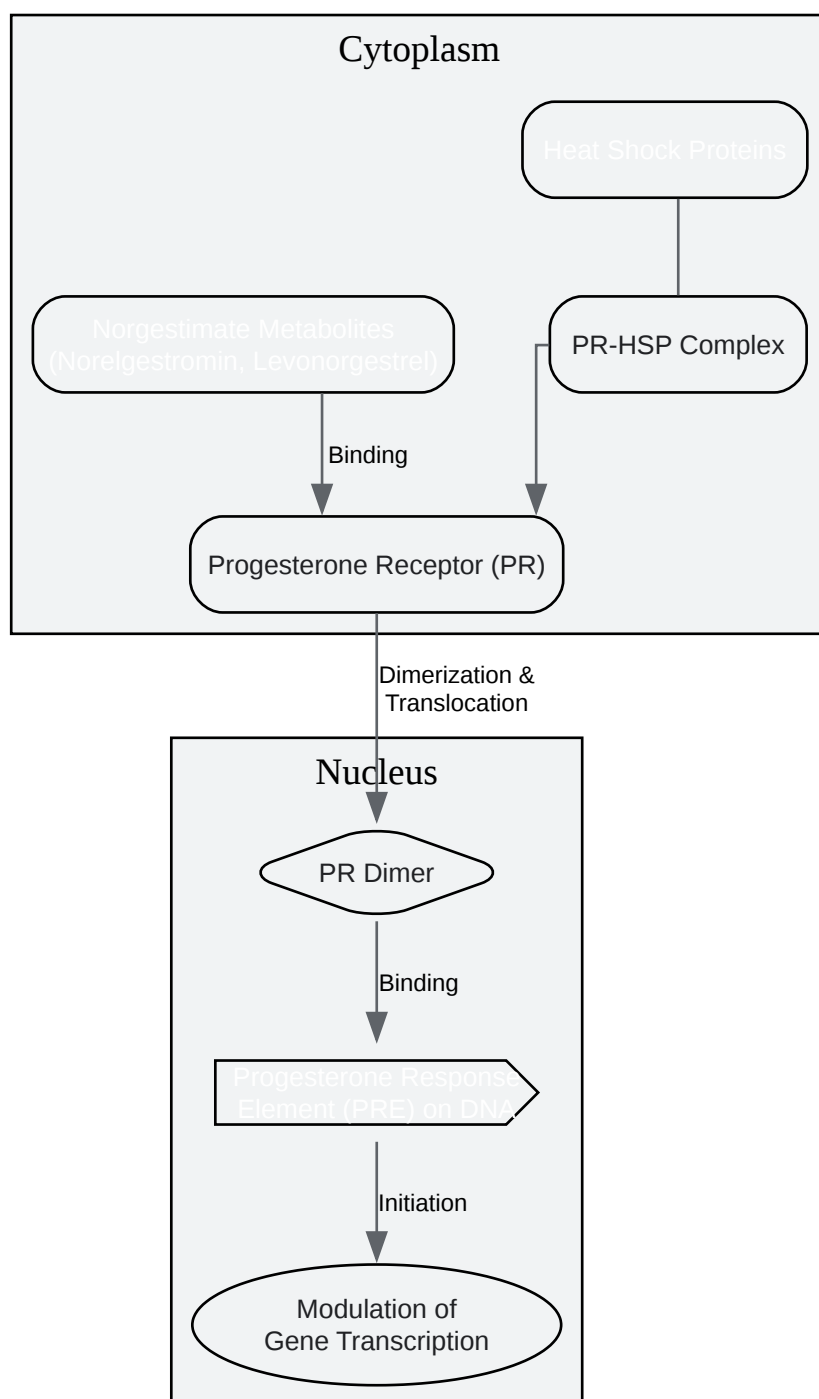 Cytoplasm
Heat Shock Proteins
Norgestimate Metabolites
(Norelgestromin, Levonorgestrel)
PR-HSP Complex
Binding
Progesterone Receptor (PR)
Dimerization &
Translocation
Nucleus
PR Dimer
Binding
Progesterone Response
Element (PRE) on DNA
Initiation
Modulation of
Gene Transcription